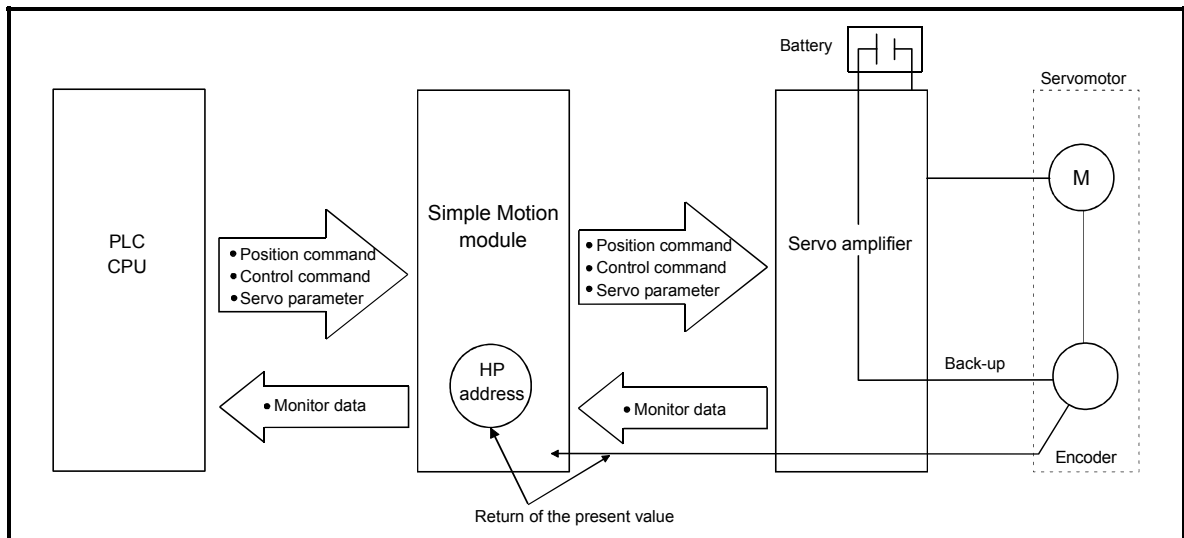 Battery
Servomotor
PLC
CPU
• Position command
• Control command
• Servo parameter
• Monitor data
Simple Motion
module
HP
address
• Position command
• Control command
• Servo parameter
• Monitor data
Servo amplifier
M
Back-up
Encoder
Return of the present value